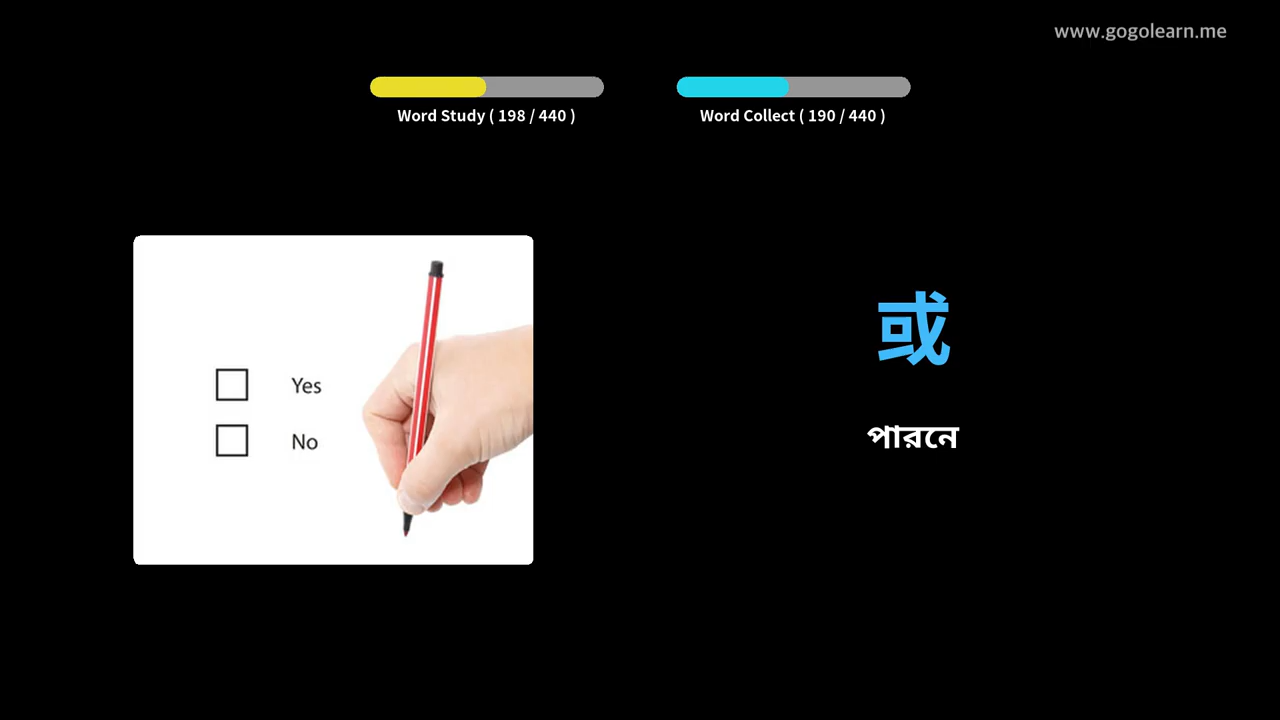 www.gogolearn.me
Word Study ( 198 / 440 )
Word Collect ( 190 / 440 )
Yes
No
或
পারনে